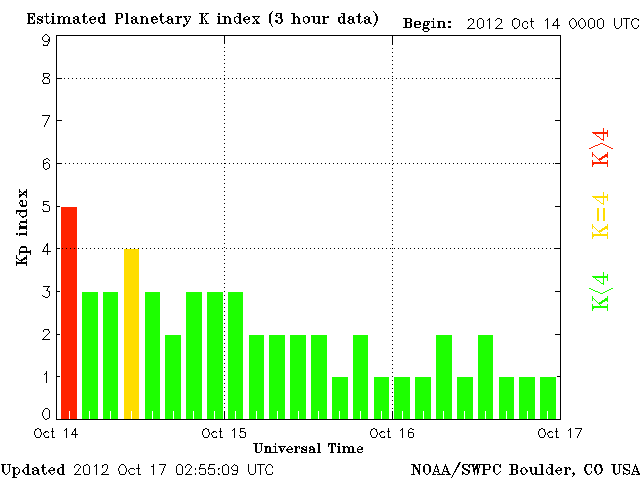 Estimated Planetary K index (3 hour data) Begin: 2012 Oct 14 0000 UTC
9
8
7
6
5
4
3
2
1
0
Kp index
K>4
K=4
K<4
Oct 14 Oct 15 Oct 16 Oct 17
Universal Time
Updated 2012 Oct 17 02:55:09 UTC NOAA/SWPC Boulder, CO USA